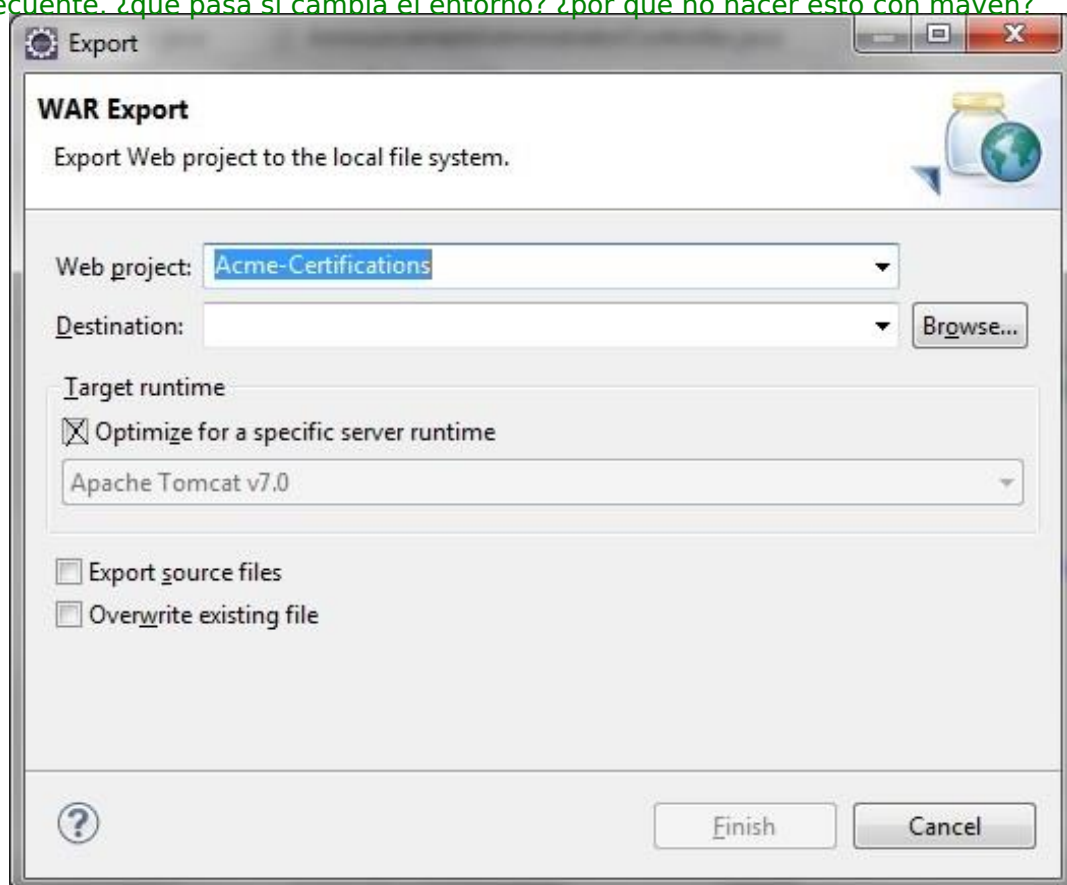 ecuente. ¿qué pasa si cambia el entorno? ¿por qué no hacer esto con maven?
Export
WAR Export
Export Web project to the local file system.
Web project: Acme-Certifications
Destination: Browse...
Target runtime
Optimize for a specific server runtime
Apache Tomcat v7.0
Export source files
Overwrite existing file
? Finish Cancel